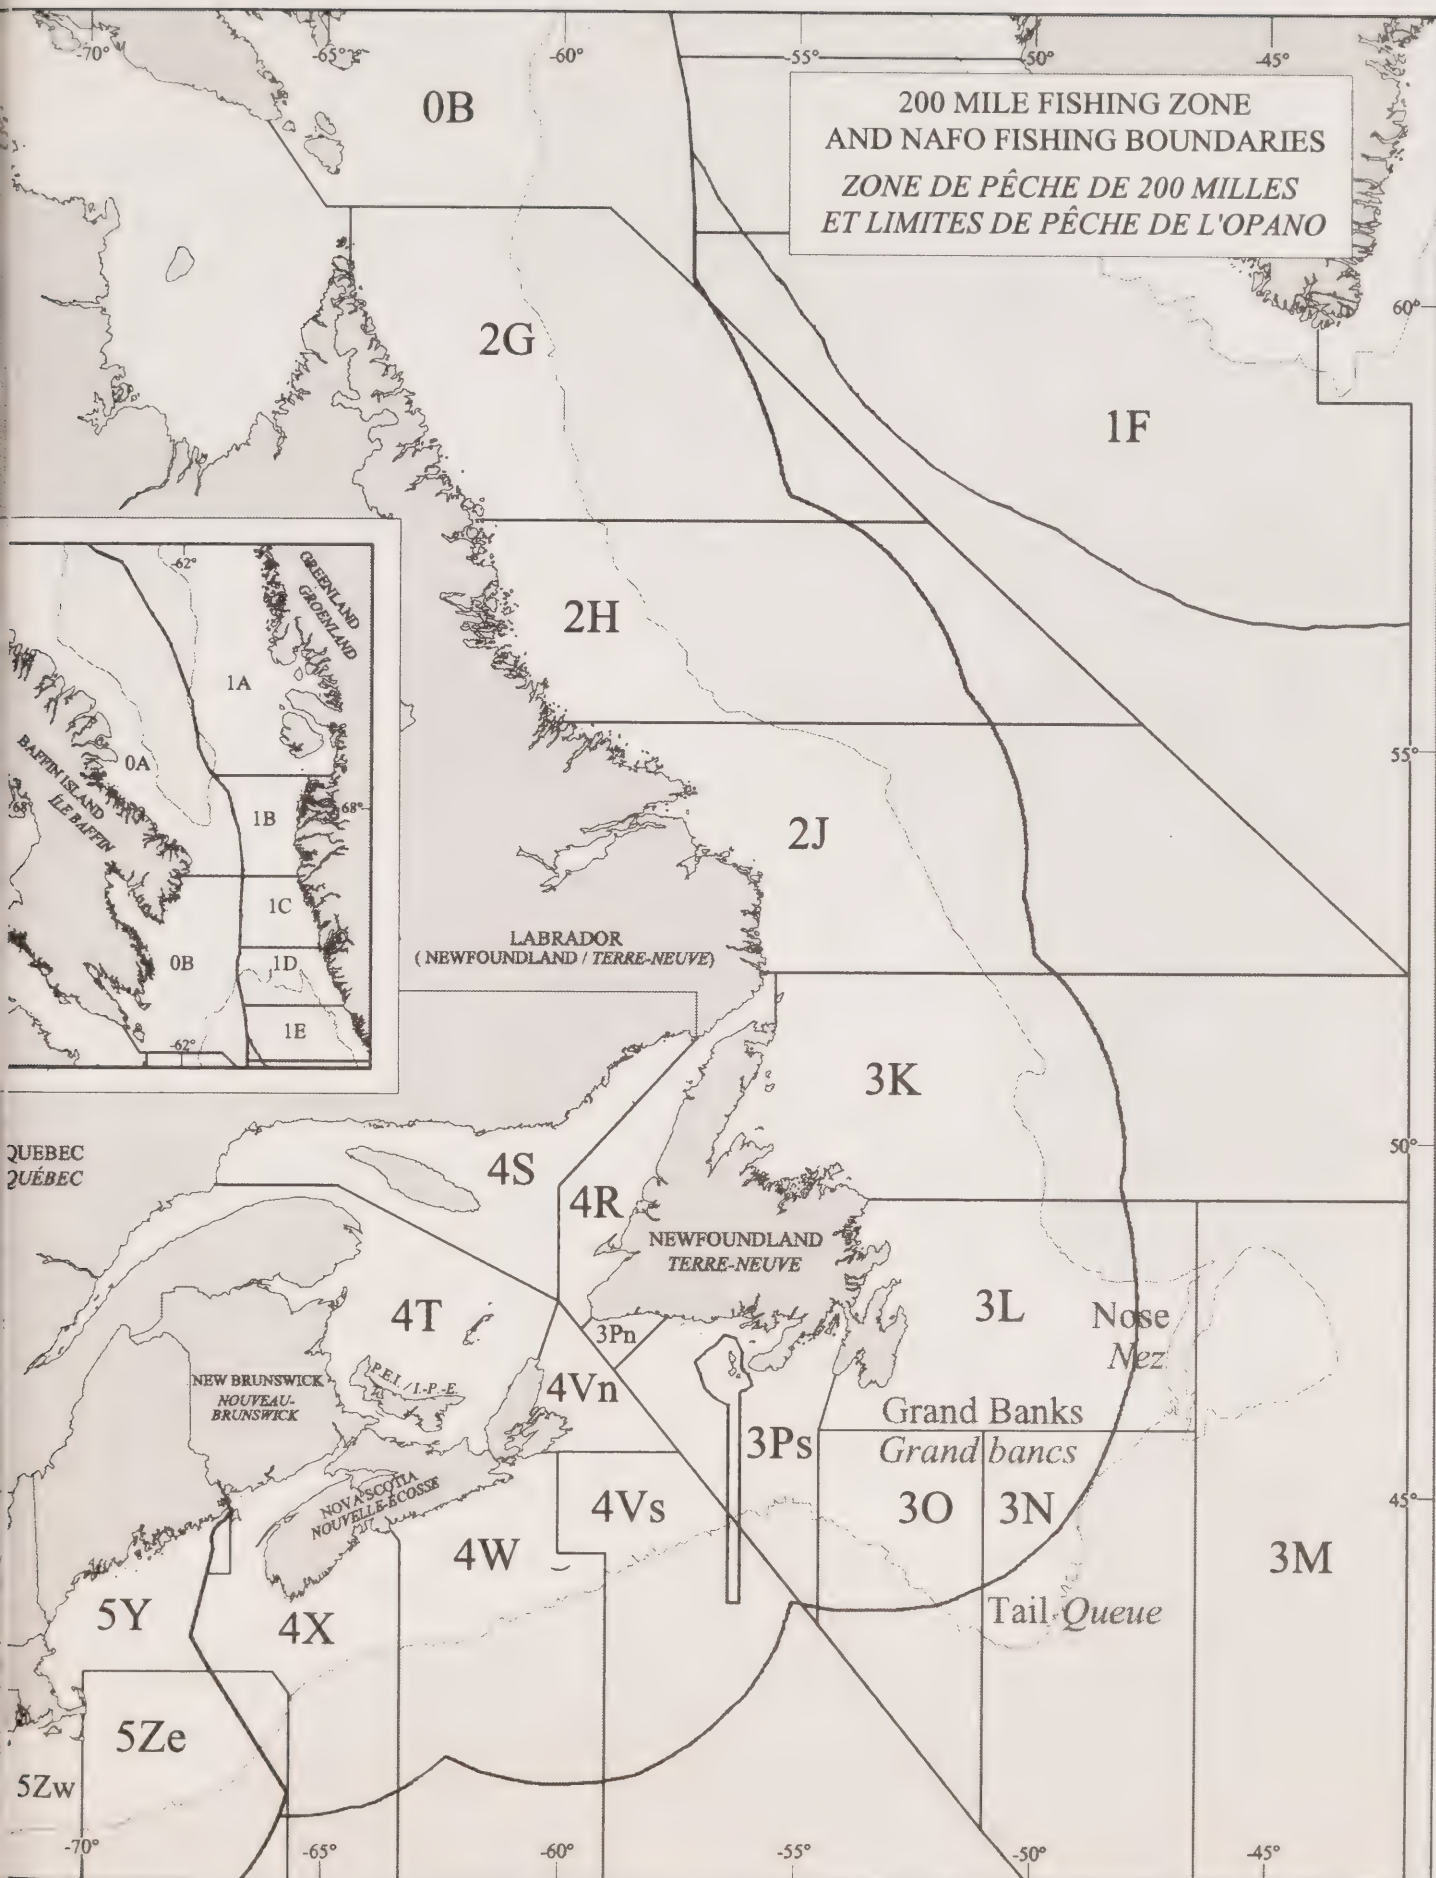 -70°
-65°
-60°
-55°
-50°
-45°
0B
200 MILE FISHING ZONE
AND NAFO FISHING BOUNDARIES
ZONE DE PÊCHE DE 200 MILLES
ET LIMITES DE PÊCHE DE L'OPANO
60°
2G
1F
-62°
GREENLAND
GROENLAND
2H
1A
0A
BAFFIN ISLAND
ÎLE BAFFIN
68°
68°
1B
55°
2J
1C
LABRADOR
( NEWFOUNDLAND / TERRE-NEUVE)
0B
1D
1E
-62°
3K
QUEBEC
QUÉBEC
50°
4S
4R
NEWFOUNDLAND
TERRE-NEUVE
4T
3L
Nose
Nez
3Pn
P.E.I. / I.-P.-E.
NEW BRUNSWICK
NOUVEAU-
BRUNSWICK
4Vn
Grand Banks
Grand bancs
3Ps
NOVA SCOTIA
NOUVELLE-ÉCOSSE
4Vs
3O
3N
45°
4W
3M
5Y
4X
Tail Queue
5Ze
5Zw
-70°
-65°
-60°
-55°
-50°
-45°